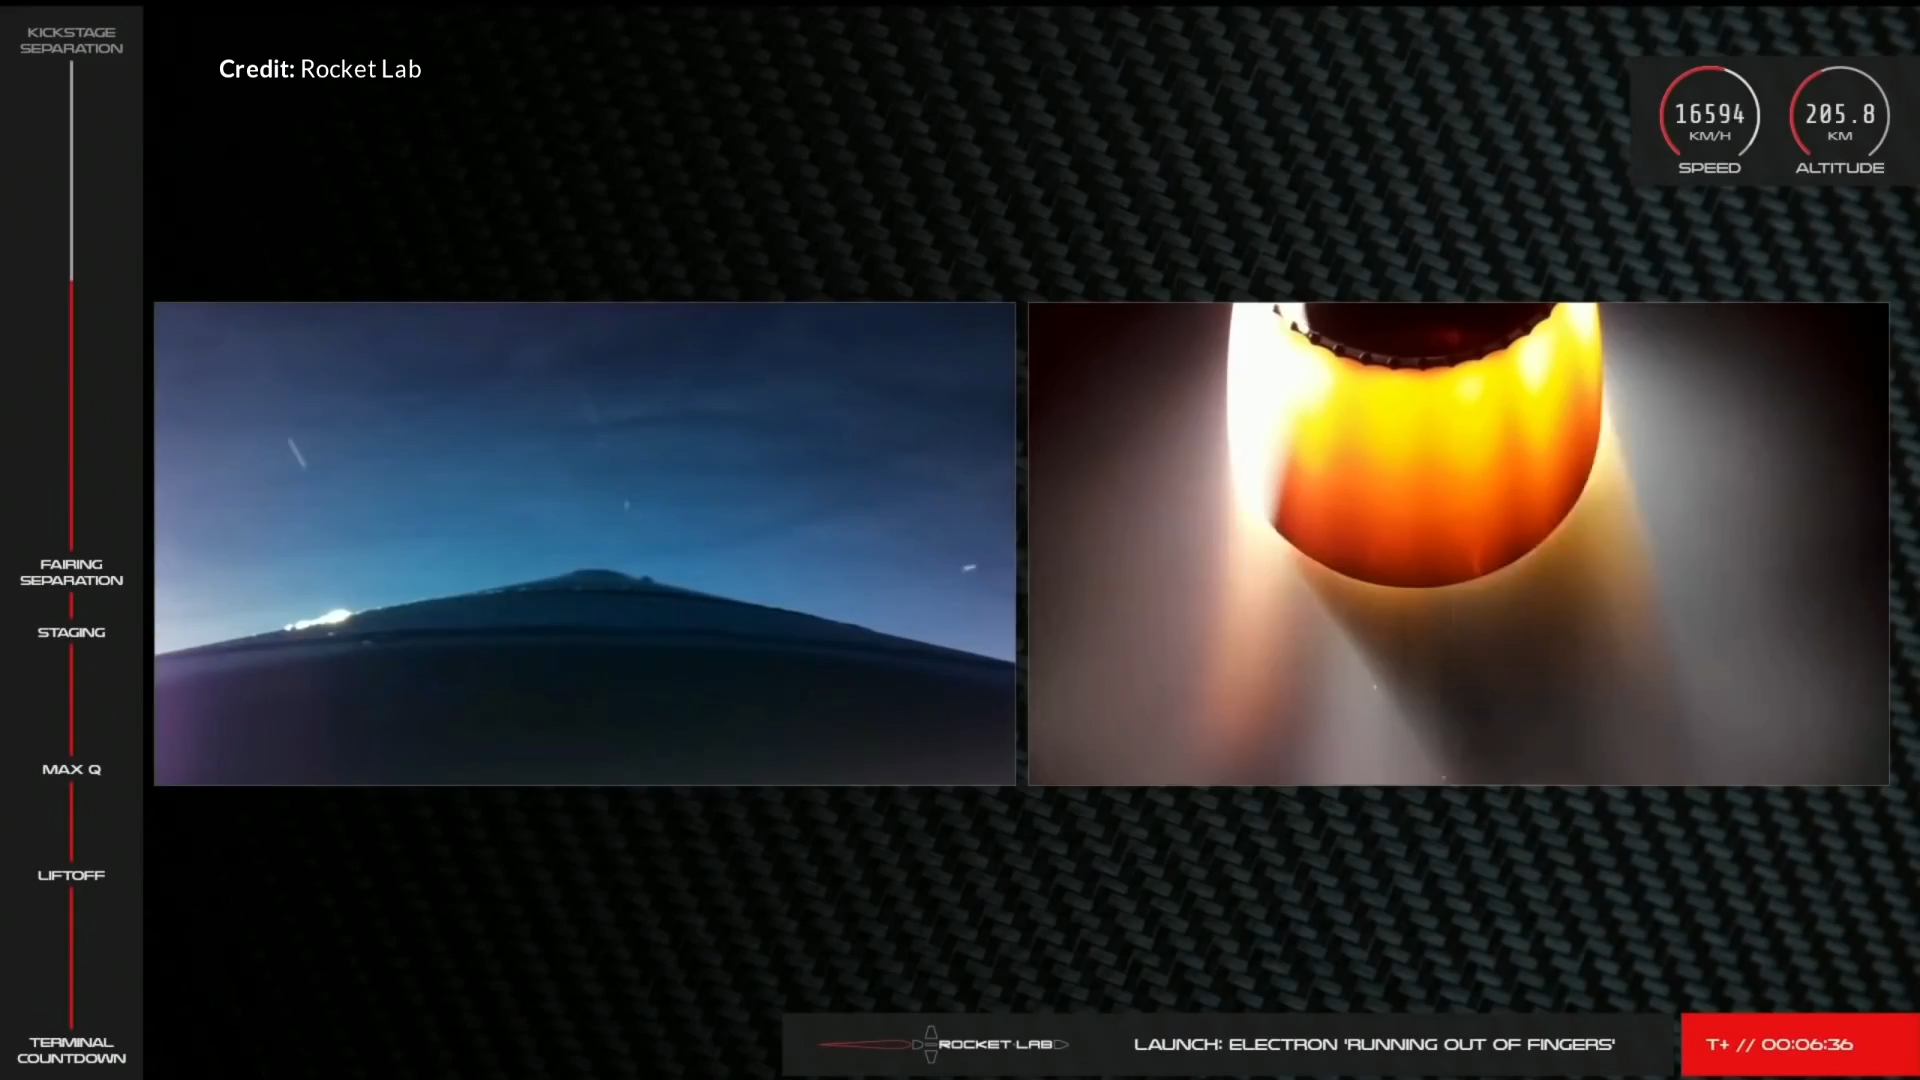 KICKSTAGE
SEPARATION
Credit: Rocket Lab
16594
KM/H
SPEED
205.8
KM
ALTITUDE
FAIRING
SEPARATION
STAGING
MAX Q
LIFTOFF
TERMINAL
COUNTDOWN
ROCKET LAB
LAUNCH: ELECTRON 'RUNNING OUT OF FINGERS'
T+ // 00:06:36